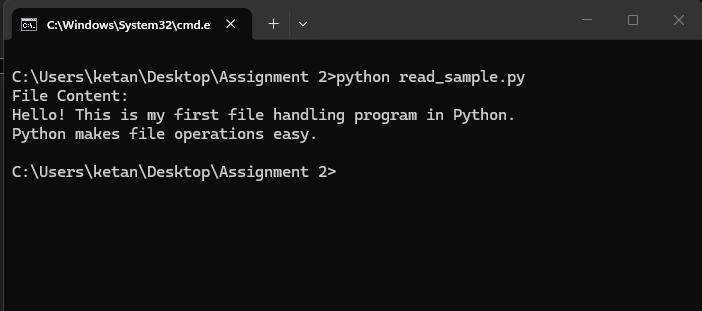 C:\Windows\System32\cmd.e
C:\Users\ketan\Desktop\Assignment 2>python read_sample.py
File Content:
Hello! This is my first file handling program in Python.
Python makes file operations easy.
C:\Users\ketan\Desktop\Assignment 2>